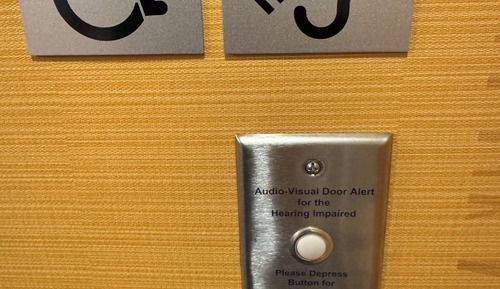 Audio-Visual Door Alert
for the
Hearing Impaired
Please Depress
Button for